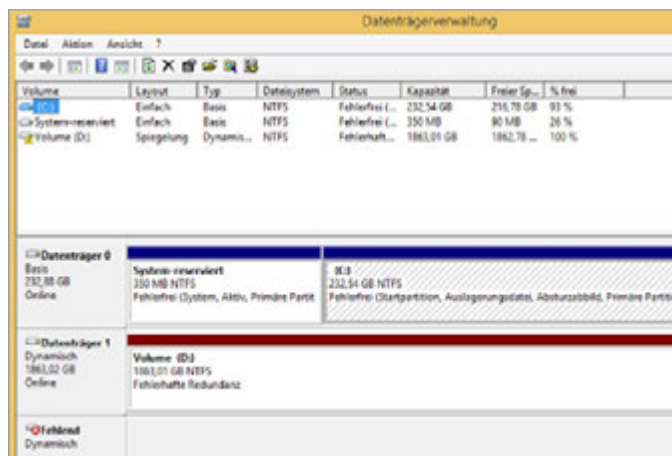 Datenträgerverwaltung
Datei Aktion Ansicht ?
Volume Layout Typ Dateisystem Status Kapazität Freier Sp... % frei
(C:) Einfach Basis NTFS Fehlerfrei (... 232,54 GB 216,78 GB 93 %
System-reserviert Einfach Basis NTFS Fehlerfrei (... 350 MB 90 MB 26 %
Volume (D:) Spiegelung Dynamis... NTFS Fehlerhaft... 1863,01 GB 1862,78 ... 100 %
Datenträger 0
Basis
232,88 GB
Online
System-reserviert
350 MB NTFS
Fehlerfrei (System, Aktiv, Primäre Partit
(C:)
232,54 GB NTFS
Fehlerfrei (Startpartition, Auslagerungsdatei, Absturzabbild, Primäre Partiti
Datenträger 1
Dynamisch
1863,02 GB
Online
Volume (D:)
1863,01 GB NTFS
Fehlerhafte Redundanz
Fehlend
Dynamisch